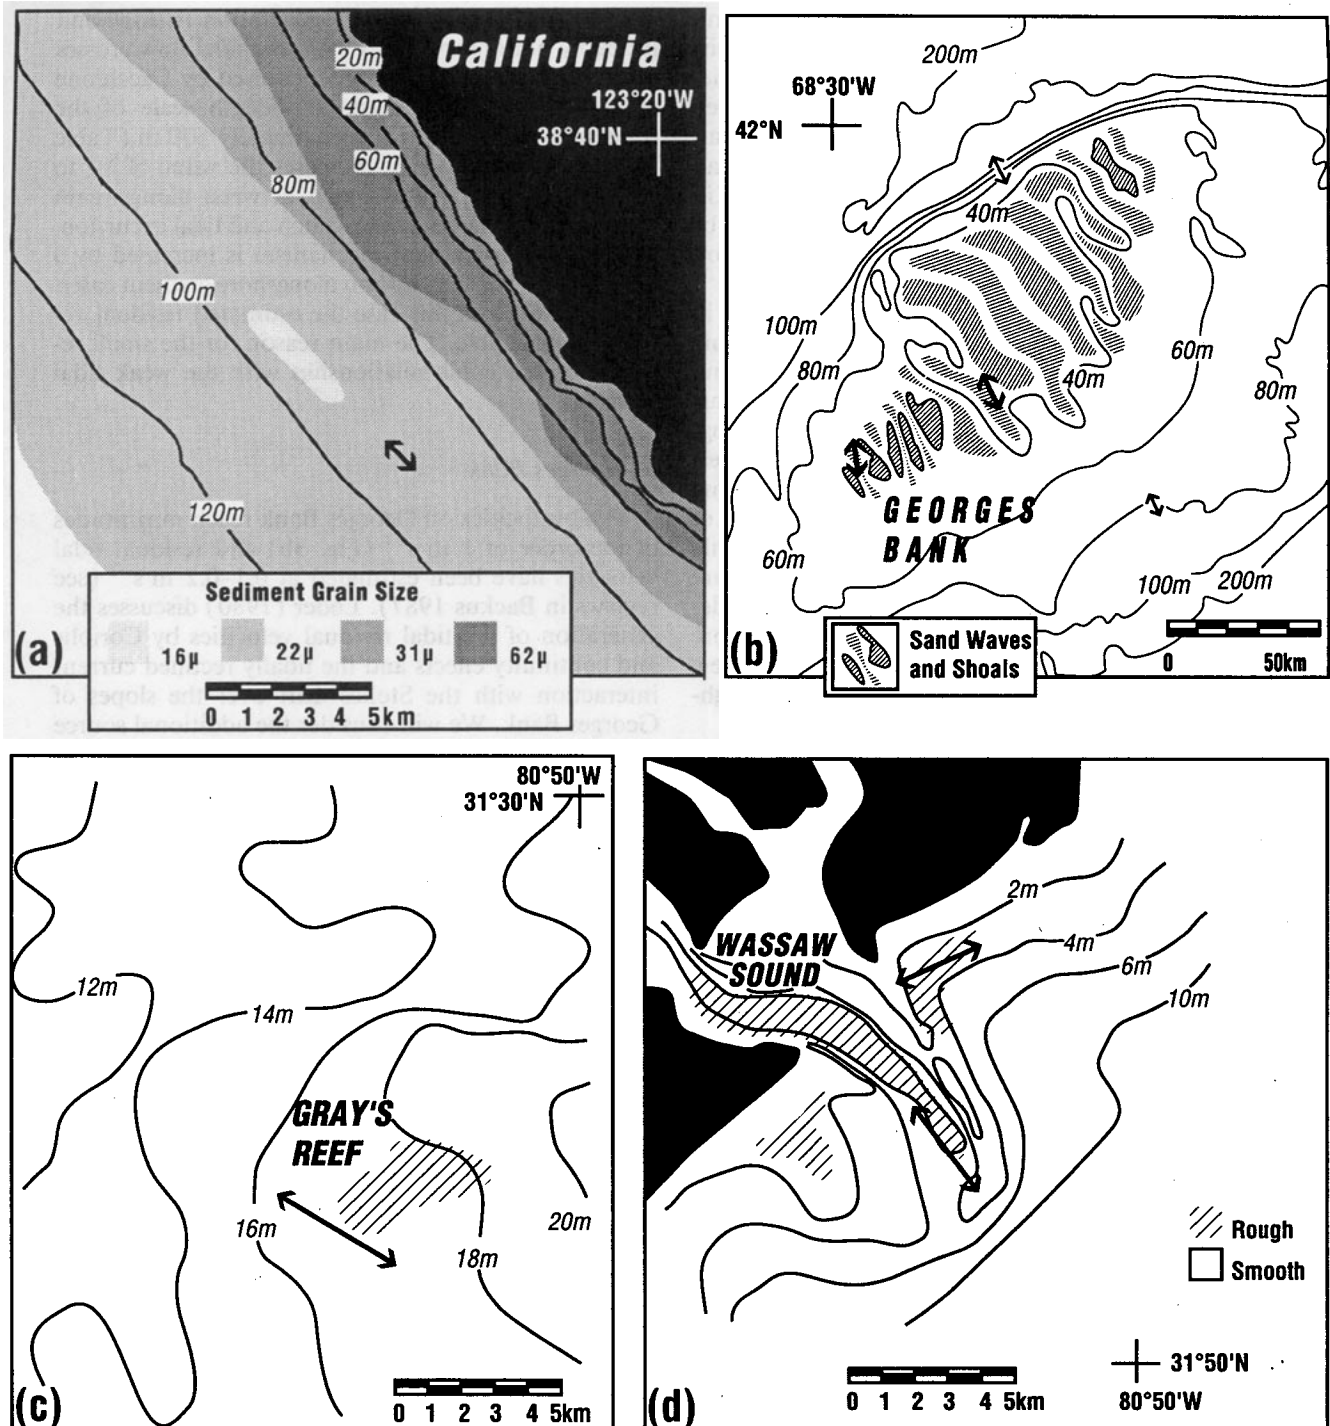 California
20m
123°20'W
40m
38°40'N
60m
80m
100m
120m
Sediment Grain Size
16µ
22µ
31µ
62µ
(a)
0 1 2 3 4 5km
200m
68°30'W
42°N
40m
100m
80m
60m
40m
80m
GEORGES
BANK
60m
100m
200m
(b)
Sand Waves
and Shoals
0 50km
80°50'W
31°30'N
12m
14m
GRAY'S
REEF
16m
18m
20m
(c)
0 1 2 3 4 5km
2m
WASSAW
SOUND
4m
6m
10m
Rough
Smooth
(d)
0 1 2 3 4 5km
31°50'N
80°50'W